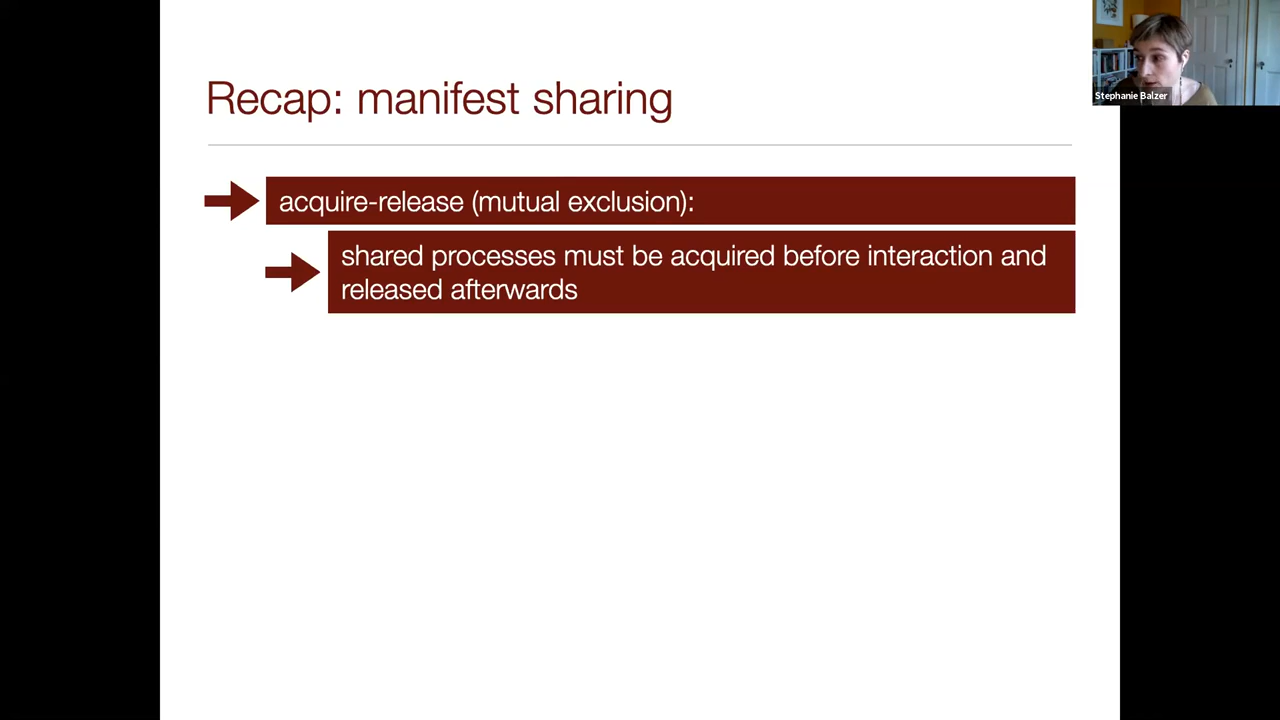 Recap: manifest sharing
acquire-release (mutual exclusion):
shared processes must be acquired before interaction and
released afterwards
Stephanie Balzer